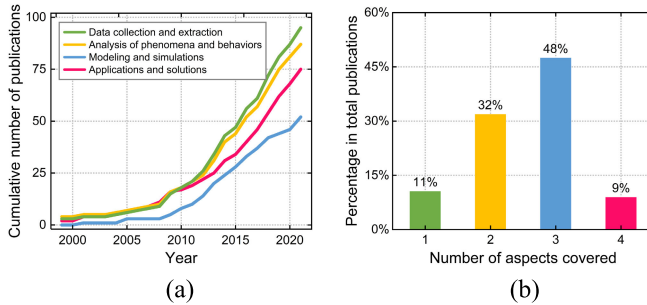 Cumulative number of publications
100
75
50
25
0
Data collection and extraction
Analysis of phenomena and behaviors
Modeling and simulations
Applications and solutions
2000 2005 2010 2015 2020
Year
(a)
Percentage in total publications
60%
45%
30%
15%
0%
11%
32%
48%
9%
1 2 3 4
Number of aspects covered
(b)